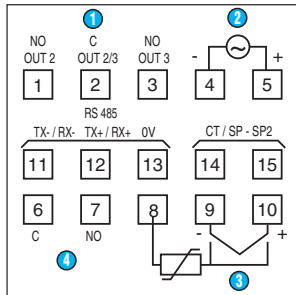 1 2
NO C NO - +
OUT 2 OUT 2/3 OUT 3
1 2 3 4 5
RS 485
TX- / RX- TX+ / RX+ 0V CT / SP - SP2
11 12 13 14 15
6 7 8 9 10
C NO - +
4 3